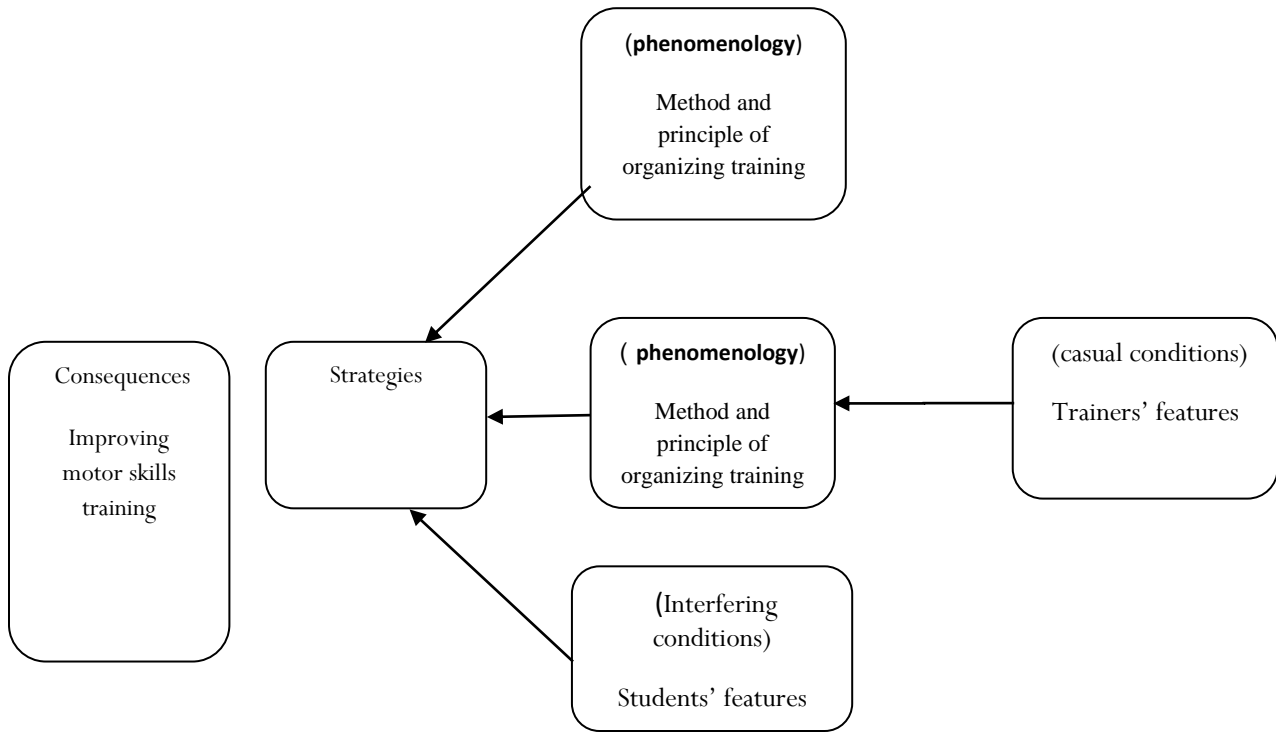 (phenomenology)
Method and
principle of
organizing training
Consequences
Improving
motor skills
training
Strategies
( phenomenology)
Method and
principle of
organizing training
(casual conditions)
Trainers’ features
(Interfering
conditions)
Students’ features